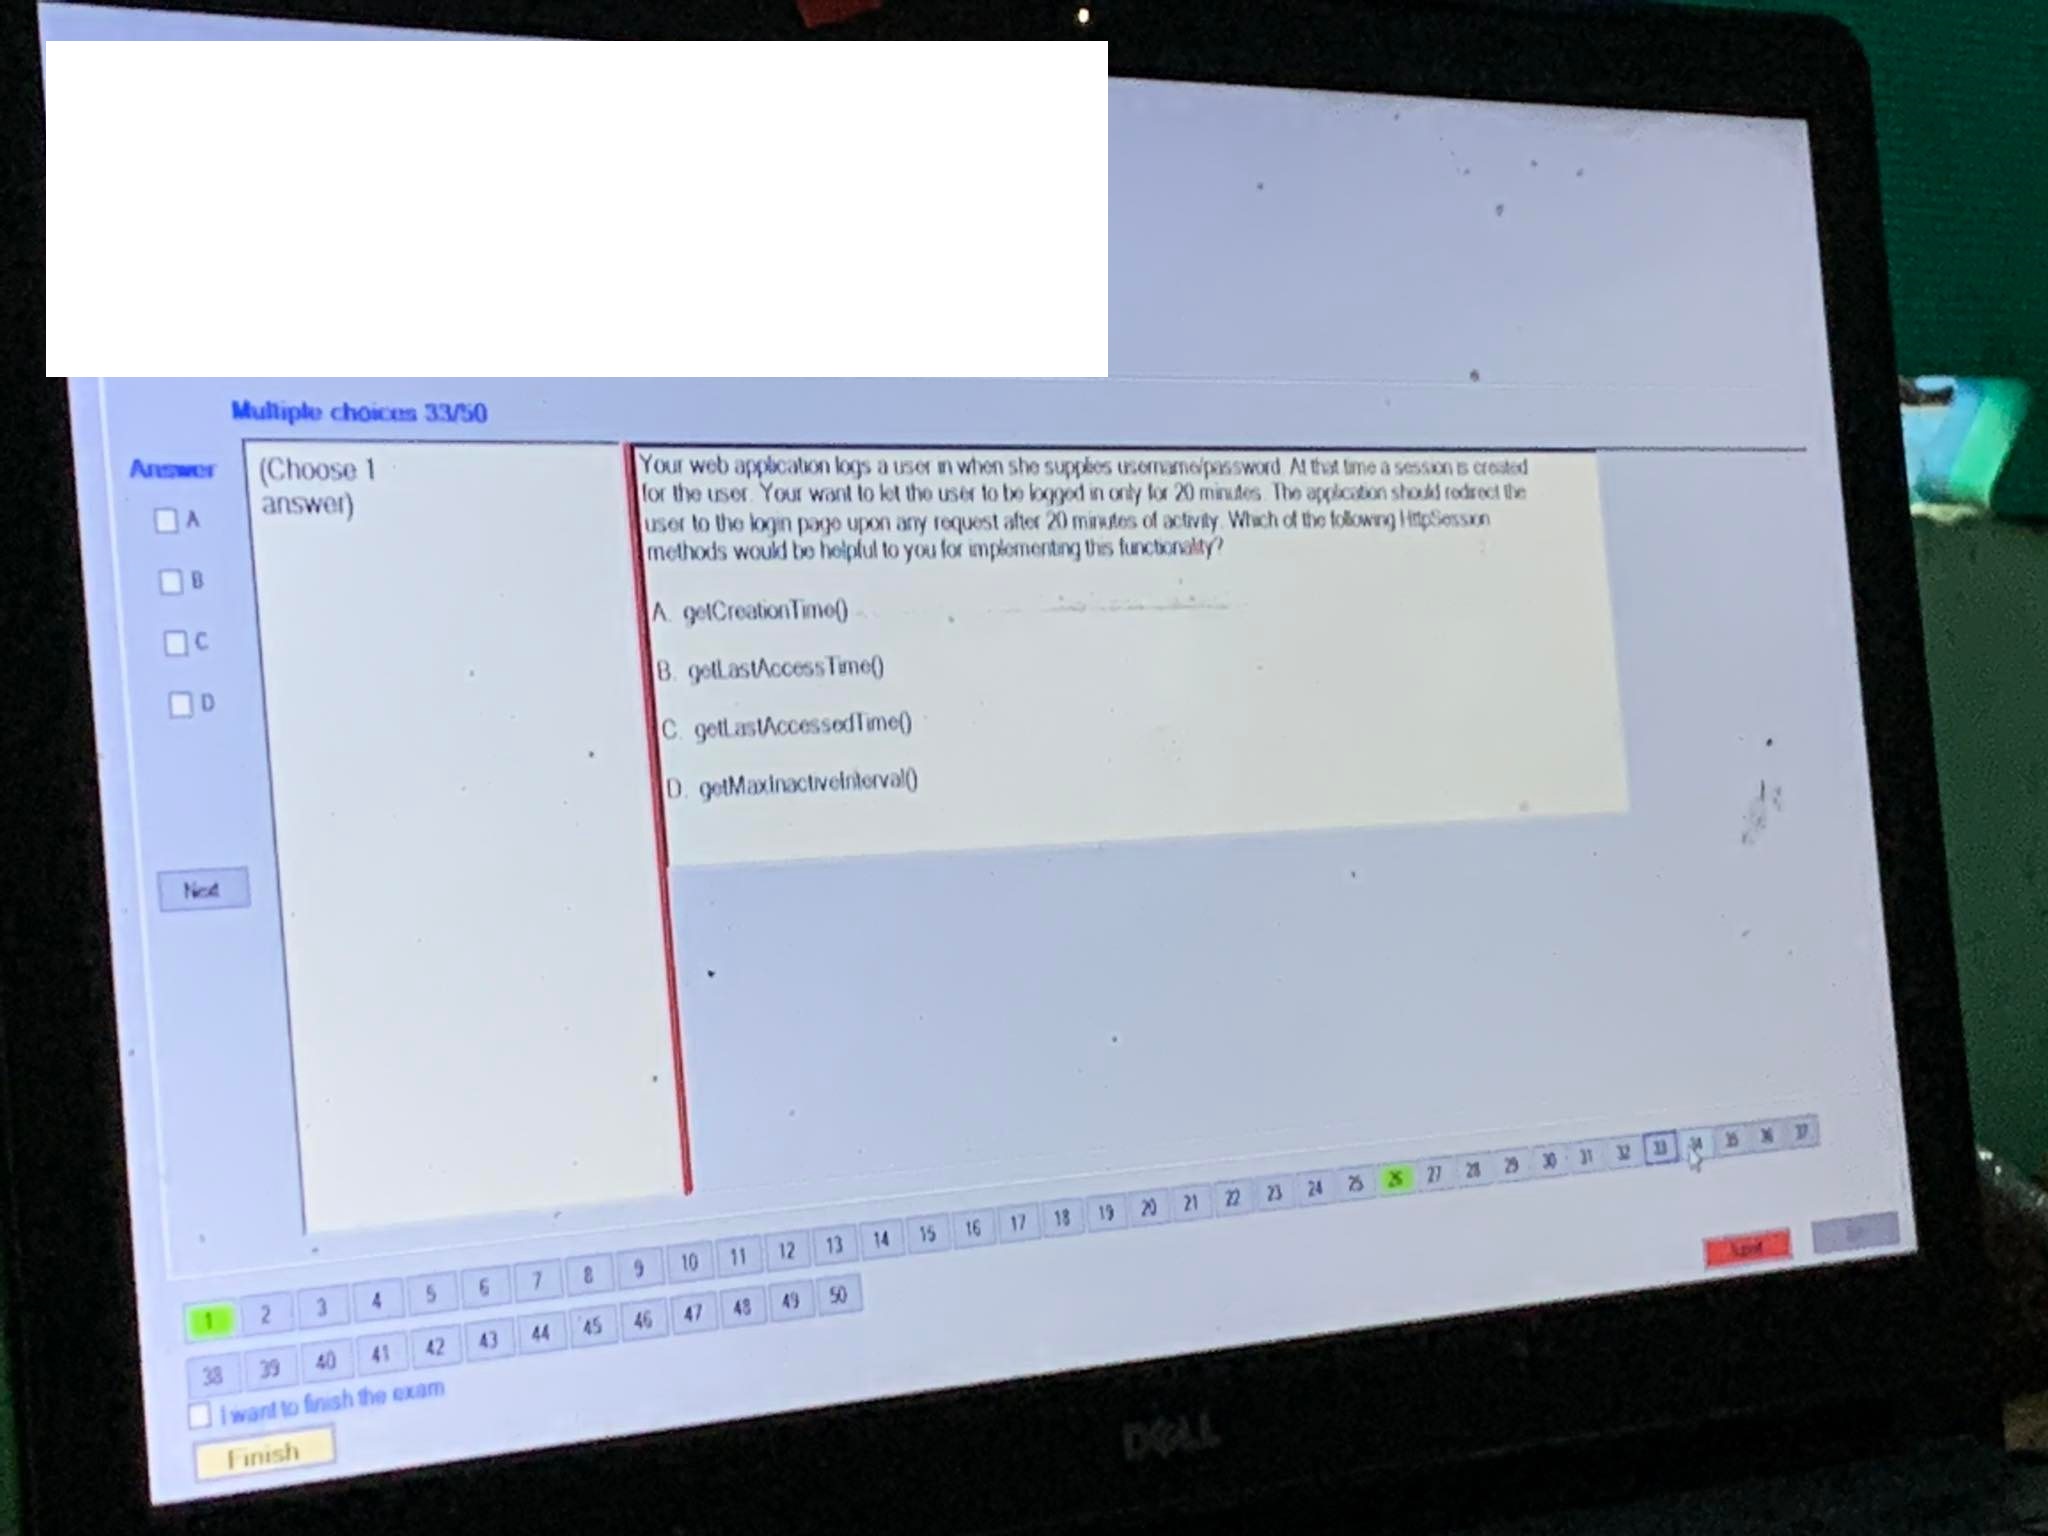 Multiple choices 33/50
Answer
(Choose 1
answer)
A
B
C
D
Next
Your web application logs a user in when she supplies username/password. At that time a session is created
for the user. Your want to let the user to be logged in only for 20 minutes. The application should redirect the
user to the login page upon any request after 20 minutes of activity. Which of the following HttpSession
methods would be helpful to you for implementing this functionality?
A. getCreationTime()
B. getLastAccessTime()
C. getLastAccessedTime()
D. getMaxInactiveInterval()
1 2 3 4 5 6 7 8 9 10 11 12 13 14 15 16 17 18 19 20 21 22 23 24 25 26 27 28 29 30 31 32 33 34 35 36 37
38 39 40 41 42 43 44 45 46 47 48 49 50
I want to finish the exam
Finish
DELL